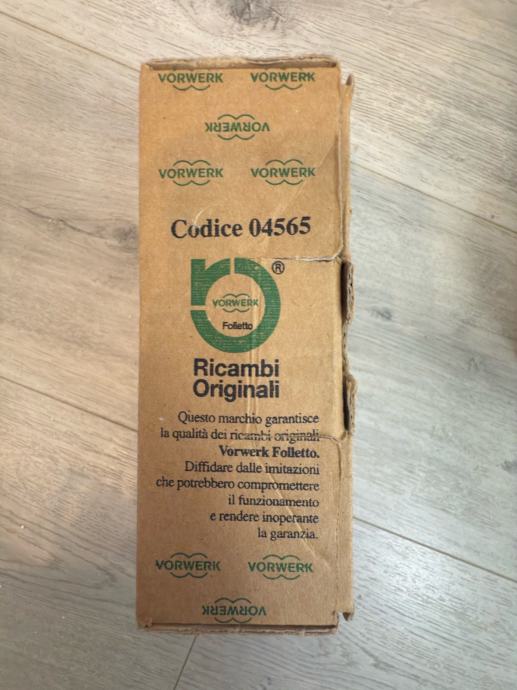 VORWERK VORWERK
VORWERK
VORWERK VORWERK
Codice 04565
®
VORWERK
Folletto
Ricambi
Originali
Questo marchio garantisce
la qualità dei ricambi originali
Vorwerk Folletto.
Diffidare dalle imitazioni
che potrebbero compromettere
il funzionamento
e rendere inoperante
la garanzia.
VORWERK VORWERK
VORWERK